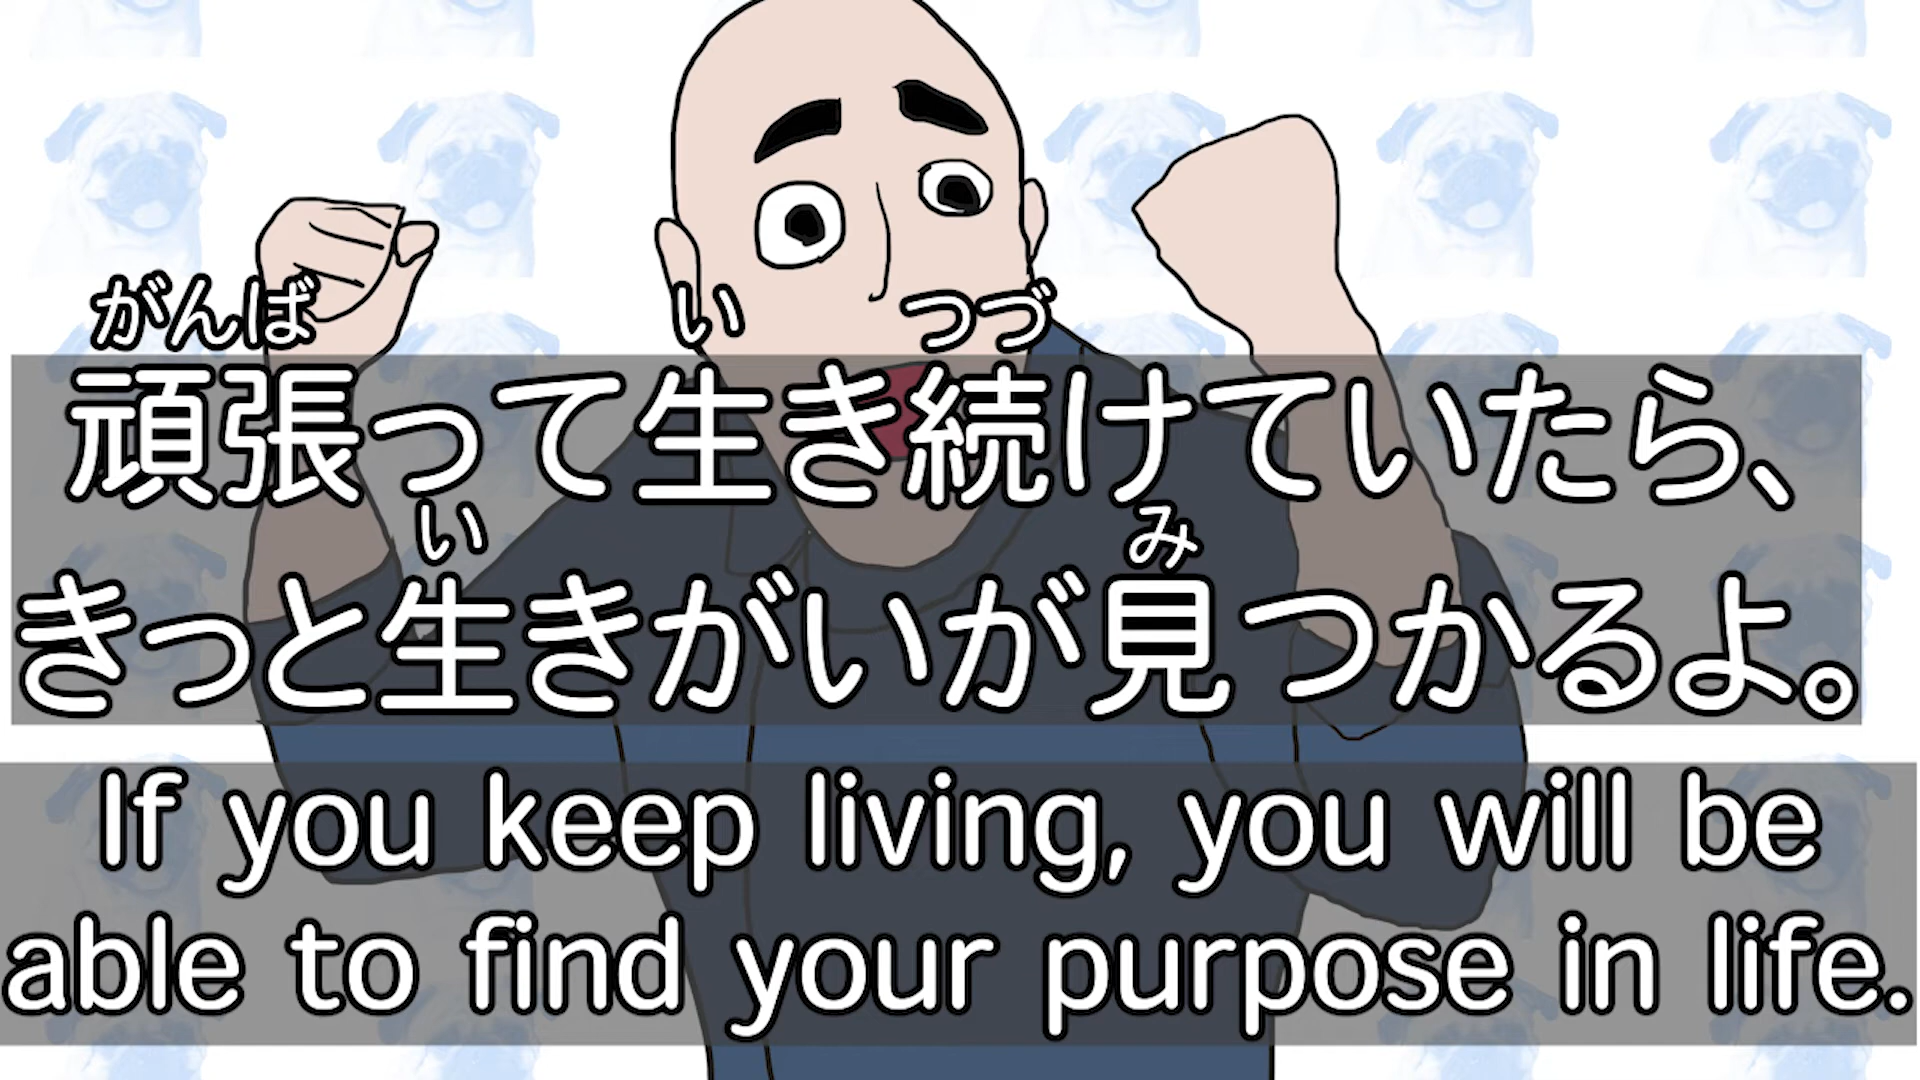 がんば い つづ
頑張って生き続けていたら、
い み
きっと生きがいが見つかるよ。
If you keep living, you will be
able to find your purpose in life.